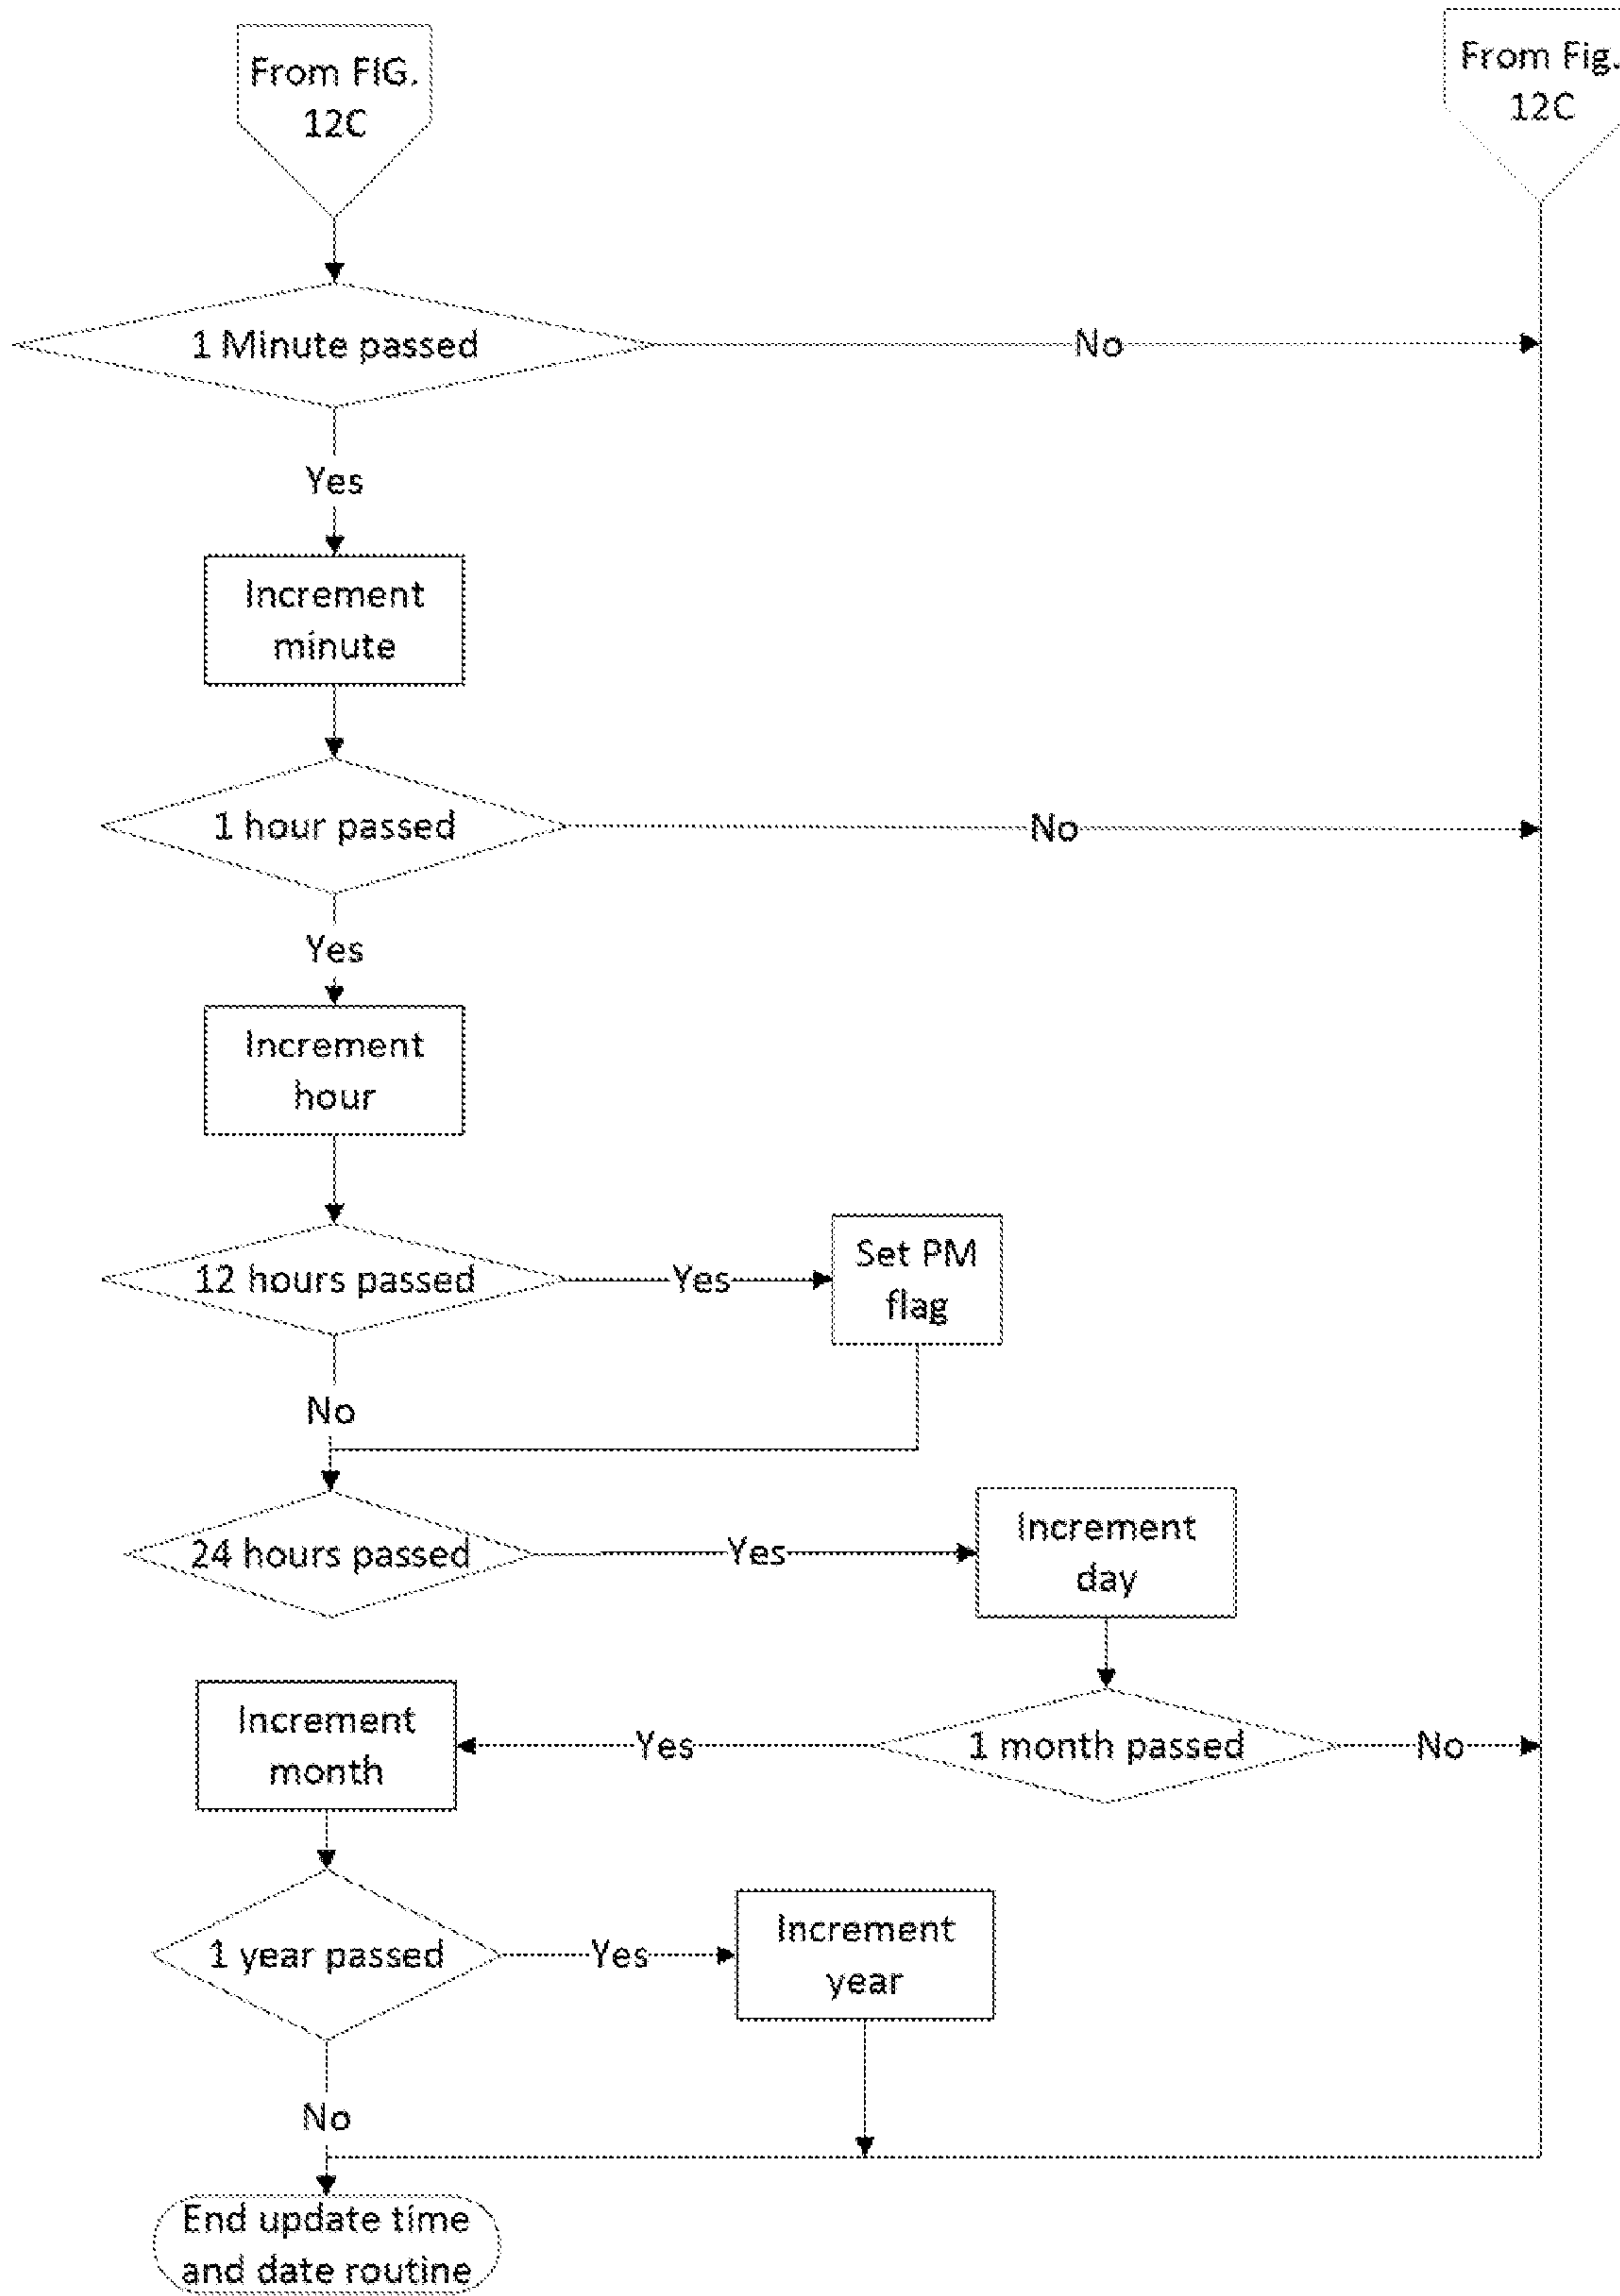 From FIG.
12C
From Fig.
12C
1 Minute passed
No
Yes
Increment
minute
1 hour passed
No
Yes
Increment
hour
12 hours passed
Yes
Set PM
flag
No
24 hours passed
Yes
Increment
day
Increment
month
Yes
1 month passed
No
1 year passed
Yes
Increment
year
No
End update time
and date routine